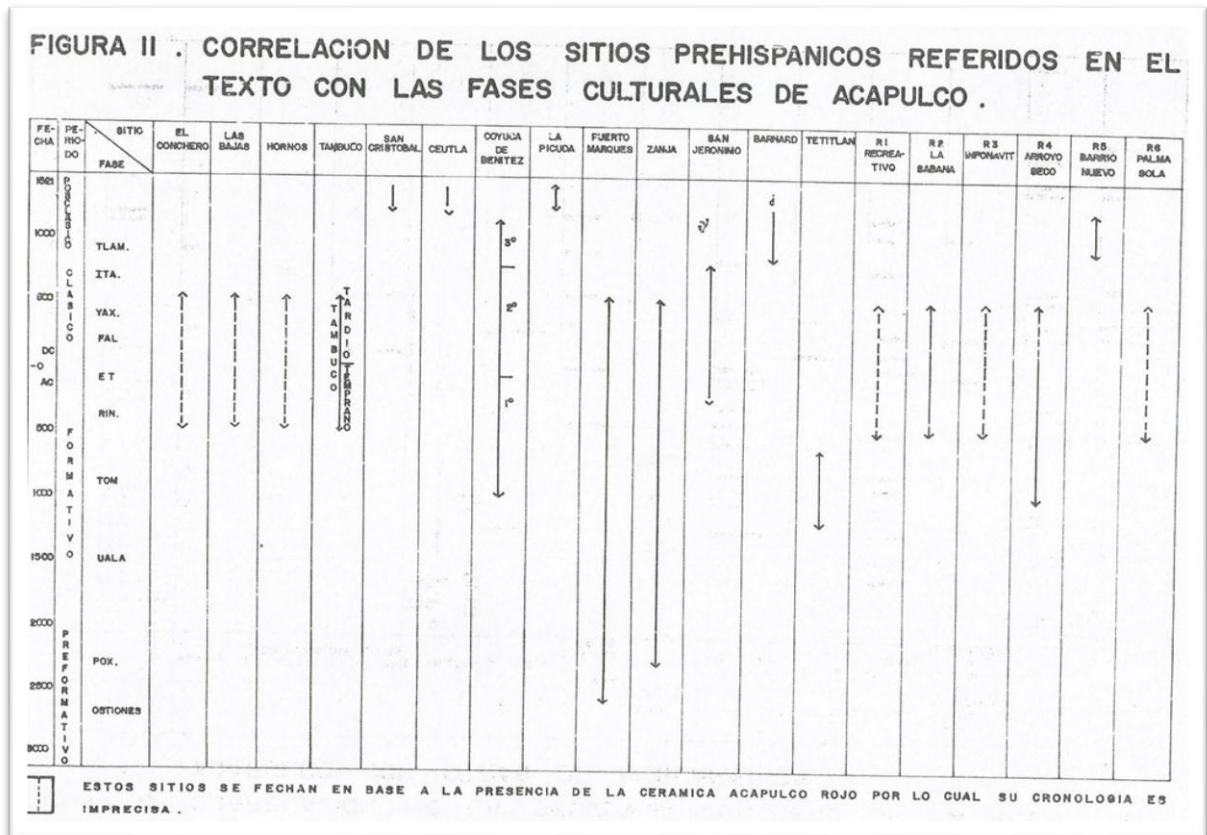 FIGURA II . CORRELACION DE LOS SITIOS PREHISPANICOS REFERIDOS EN EL
TEXTO CON LAS FASES CULTURALES DE ACAPULCO .
FE-
CHA
PE-
RIO-
DO
SITIO
FASE
EL
CONCHERO
LAS
BAJAS
HORNOS
TAMBUCO
SAN
CRISTOBAL
CEUTLA
COYUCA
DE
BENITEZ
LA
PICUDA
PUERTO
MARQUES
ZANJA
SAN
JERONIMO
BARNARD
TETITLAN
R1
RECREA-
TIVO
R2
LA
SABANA
R3
INFONAVIT
R4
ARROYO
SECO
R5
BARRIO
NUEVO
R6
PALMA
SOLA
1521
1000
500
DC
-0
AC
500
1000
1500
2000
2500
3000
POSCLASICO
CLASICO
FORMATIVO
PREFORMATIVO
TLAM.
ITA.
YAX.
FAL
ET
RIN.
TOM
UALA
POX.
OSTIONES
TAMBUCO
TARDIO
TEMPRANO
3º
2º
1º
¿?
¿
ESTOS SITIOS SE FECHAN EN BASE A LA PRESENCIA DE LA CERAMICA ACAPULCO ROJO POR LO CUAL SU CRONOLOGIA ES
IMPRECISA .